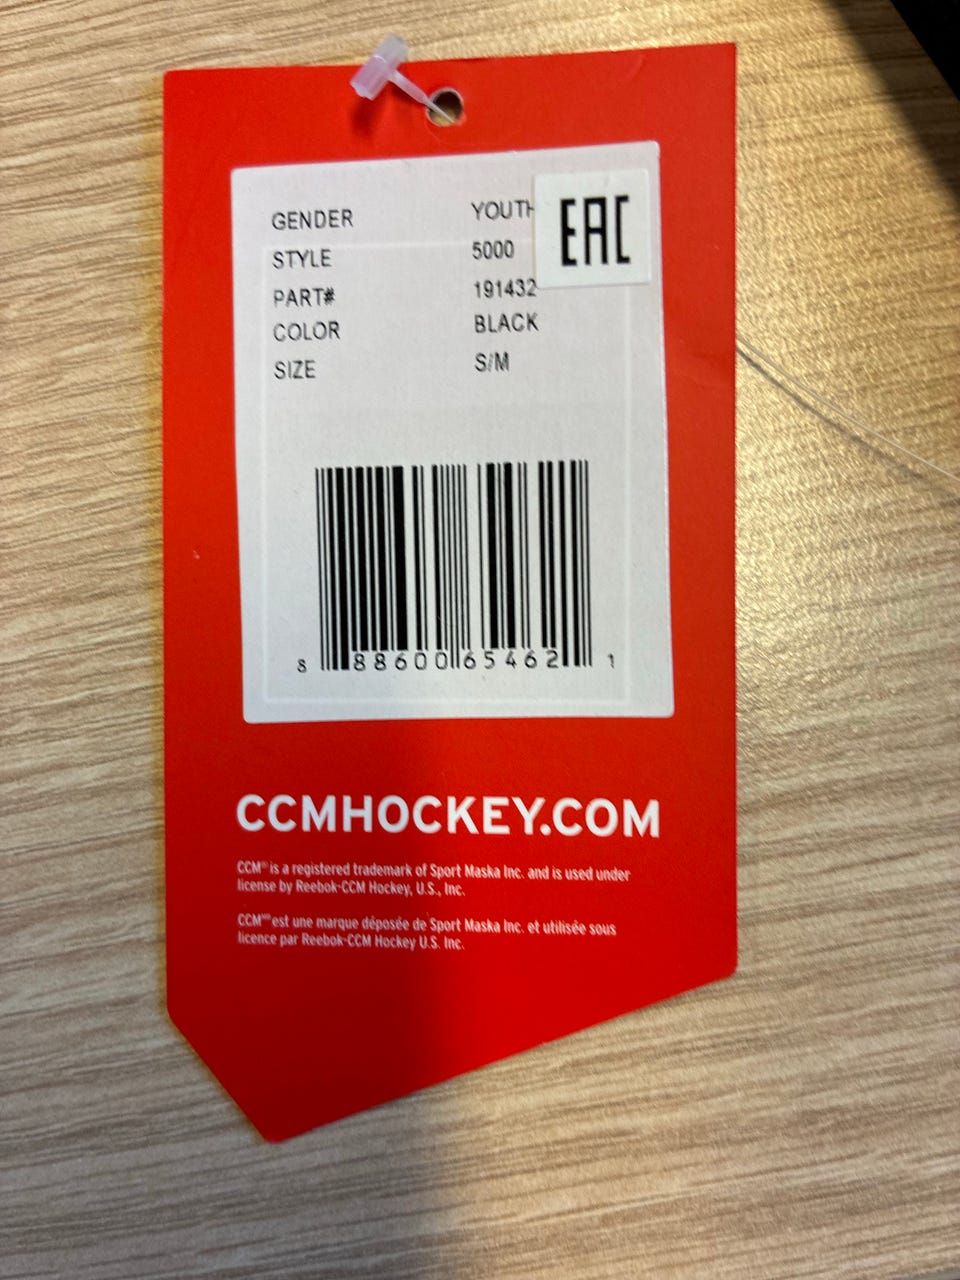 GENDER YOUTH
EAC
STYLE 5000
PART# 191432
COLOR BLACK
SIZE S/M
8 88600 65462 1
CCMHOCKEY.COM
CCM® is a registered trademark of Sport Maska Inc. and is used under
license by Reebok-CCM Hockey, U.S., Inc.
CCMᴹᴰ est une marque déposée de Sport Maska Inc. et utilisée sous
licence par Reebok-CCM Hockey U.S. Inc.